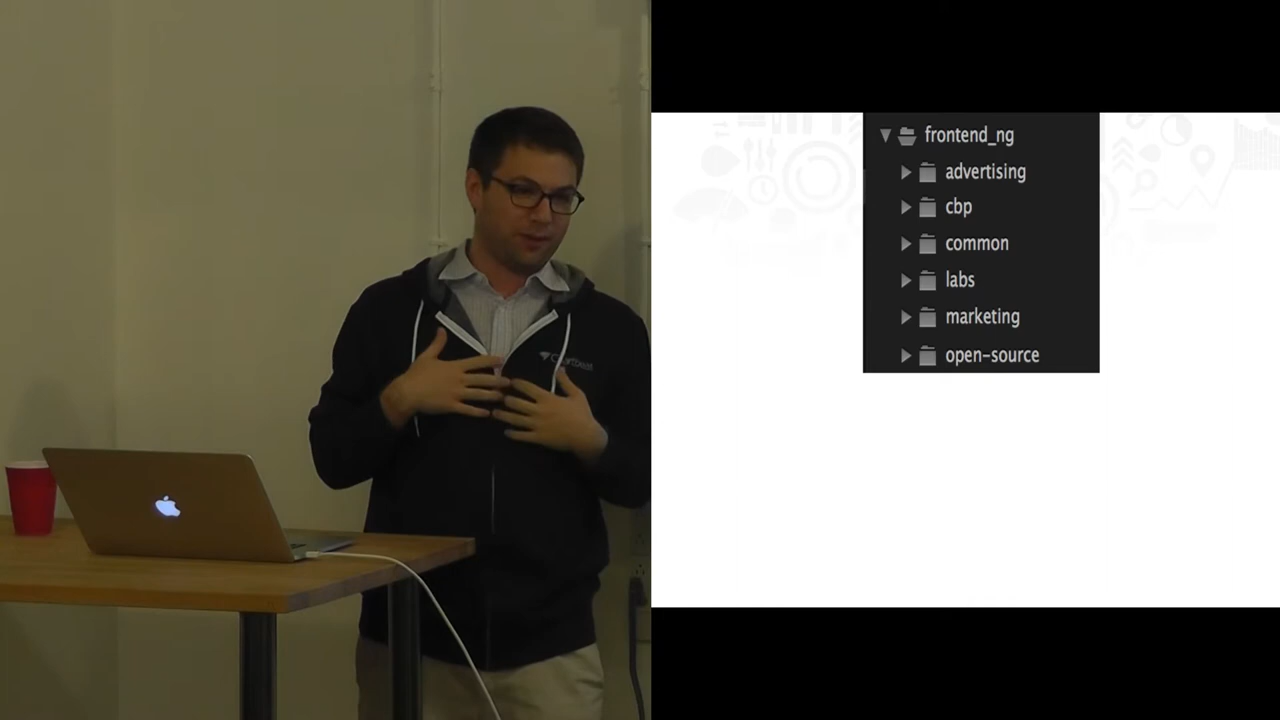 frontend_ng
advertising
cbp
common
labs
marketing
open-source